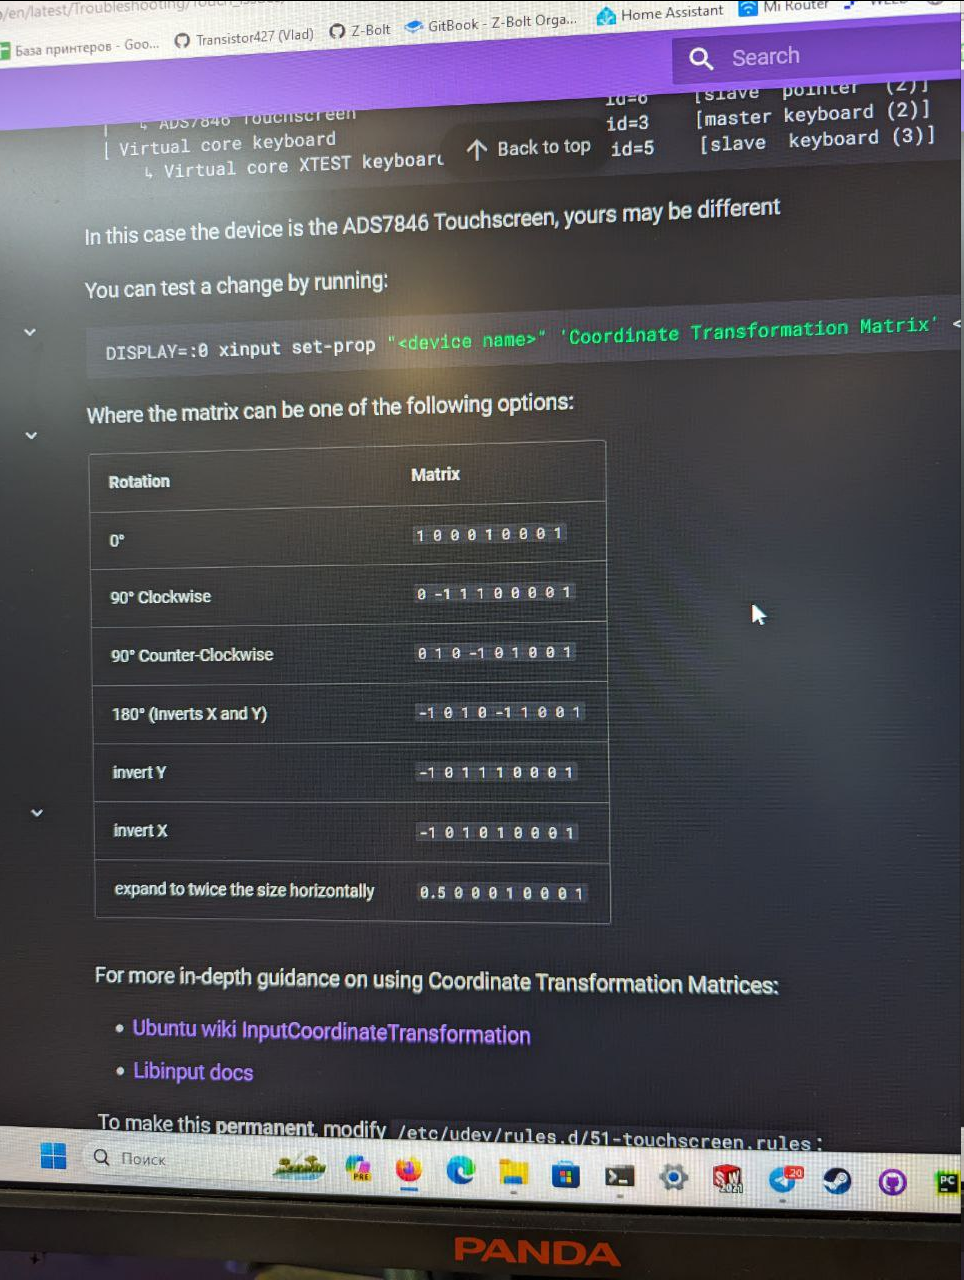 /en/latest/Troubleshooting/Touch_Issues/
База принтеров - Goo... Transistor427 (Vlad) Z-Bolt GitBook - Z-Bolt Orga... Home Assistant Mi Router
Search
↳ ADS7846 Touchscreen id=6 [slave pointer (2)]
Virtual core keyboard id=3 [master keyboard (2)]
↳ Virtual core XTEST keyboard id=5 [slave keyboard (3)]
Back to top
In this case the device is the ADS7846 Touchscreen, yours may be different
You can test a change by running:
DISPLAY=:0 xinput set-prop "<device name>" 'Coordinate Transformation Matrix' <
Where the matrix can be one of the following options:
Rotation Matrix
0° 1 0 0 0 1 0 0 0 1
90° Clockwise 0 -1 1 1 0 0 0 0 1
90° Counter-Clockwise 0 1 0 -1 0 1 0 0 1
180° (Inverts X and Y) -1 0 1 0 -1 1 0 0 1
invert Y -1 0 1 1 1 0 0 0 1
invert X -1 0 1 0 1 0 0 0 1
expand to twice the size horizontally 0.5 0 0 0 1 0 0 0 1
For more in-depth guidance on using Coordinate Transformation Matrices:
• Ubuntu wiki InputCoordinateTransformation
• Libinput docs
To make this permanent, modify /etc/udev/rules.d/51-touchscreen.rules:
Поиск
PRE
SW 2021
20
PC
PANDA